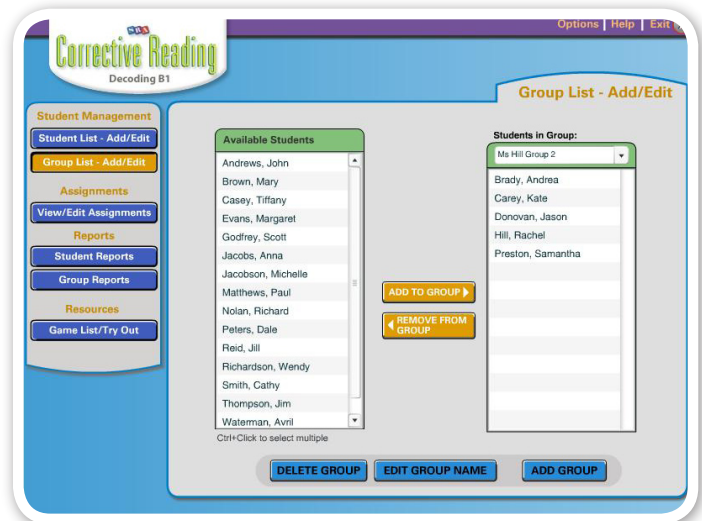 Options | Help | Exit
SRA
Corrective Reading
Decoding B1
Group List - Add/Edit
Student Management
Student List - Add/Edit
Group List - Add/Edit
Assignments
View/Edit Assignments
Reports
Student Reports
Group Reports
Resources
Game List/Try Out
Available Students
Andrews, John
Brown, Mary
Casey, Tiffany
Evans, Margaret
Godfrey, Scott
Jacobs, Anna
Jacobson, Michelle
Matthews, Paul
Nolan, Richard
Peters, Dale
Reid, Jill
Richardson, Wendy
Smith, Cathy
Thompson, Jim
Waterman, Avril
Ctrl+Click to select multiple
ADD TO GROUP
REMOVE FROM
GROUP
Students in Group:
Ms Hill Group 2
Brady, Andrea
Carey, Kate
Donovan, Jason
Hill, Rachel
Preston, Samantha
DELETE GROUP
EDIT GROUP NAME
ADD GROUP